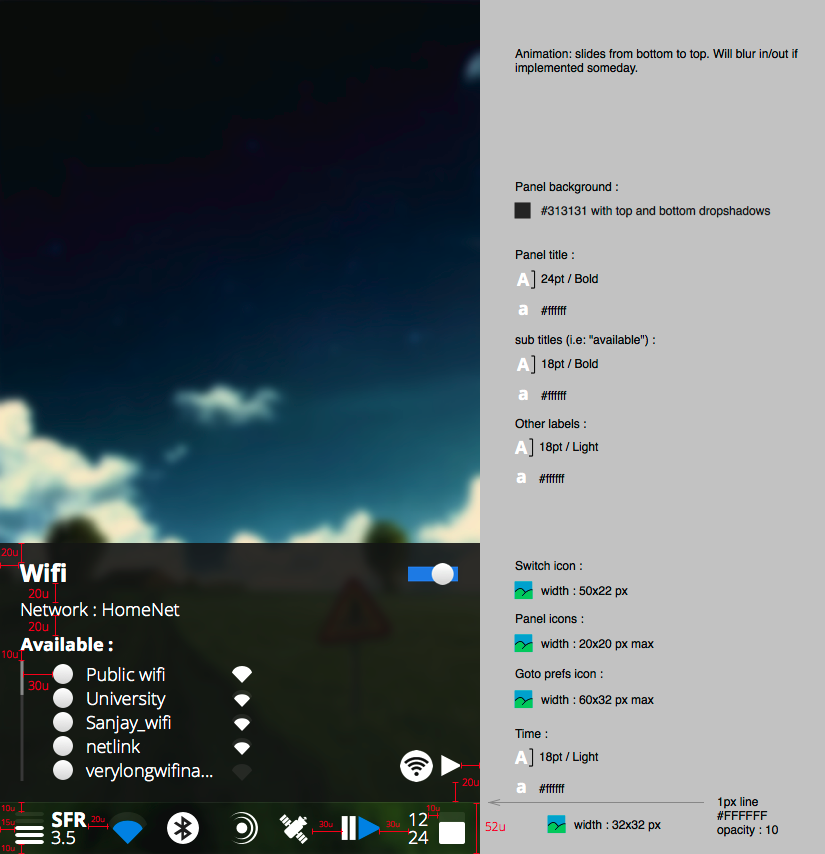 Animation: slides from bottom to top. Will blur in/out if
implemented someday.
Panel background :
#313131 with top and bottom dropshadows
Panel title :
A
24pt / Bold
a
#ffffff
sub titles (i.e: "available") :
A
18pt / Bold
a
#ffffff
Other labels :
A
18pt / Light
a
#ffffff
Switch icon :
width : 50x22 px
Panel icons :
width : 20x20 px max
Goto prefs icon :
width : 60x32 px max
Time :
A
18pt / Light
a
#ffffff
1px line
#FFFFFF
opacity : 10
width : 32x32 px
20u
Wifi
20u
Network : HomeNet
20u
Available :
10u
30u
Public wifi
University
Sanjay_wifi
netlink
verylongwifina...
20u
10u
15u
10u
SFR
3.5
20u
30u
30u
10u
12
24
52u